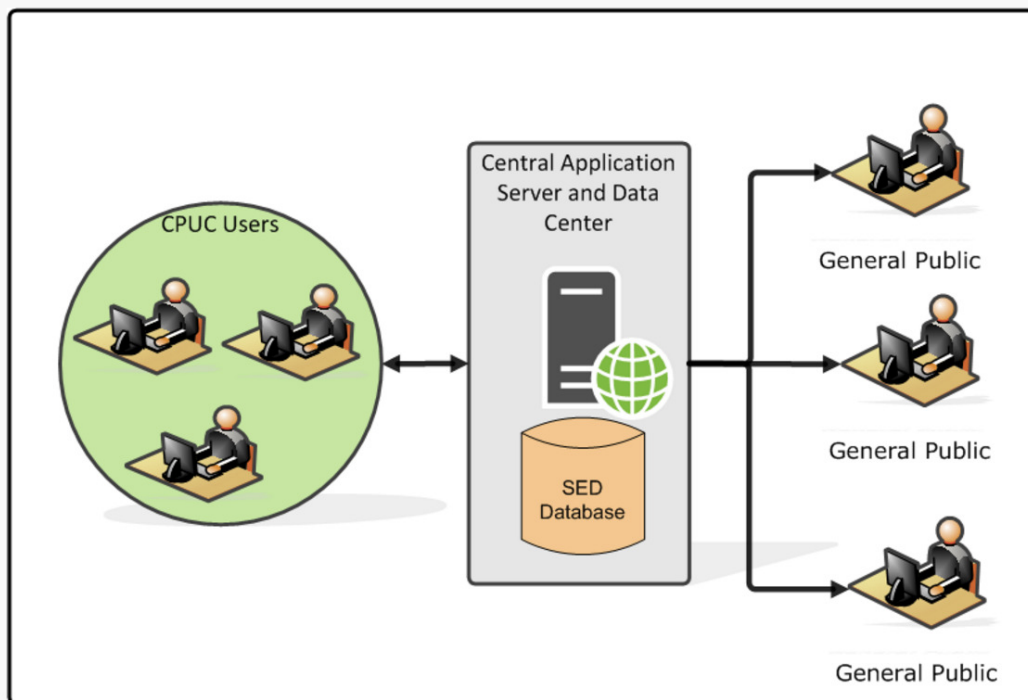 CPUC Users
Central Application
Server and Data
Center
SED
Database
General Public
General Public
General Public